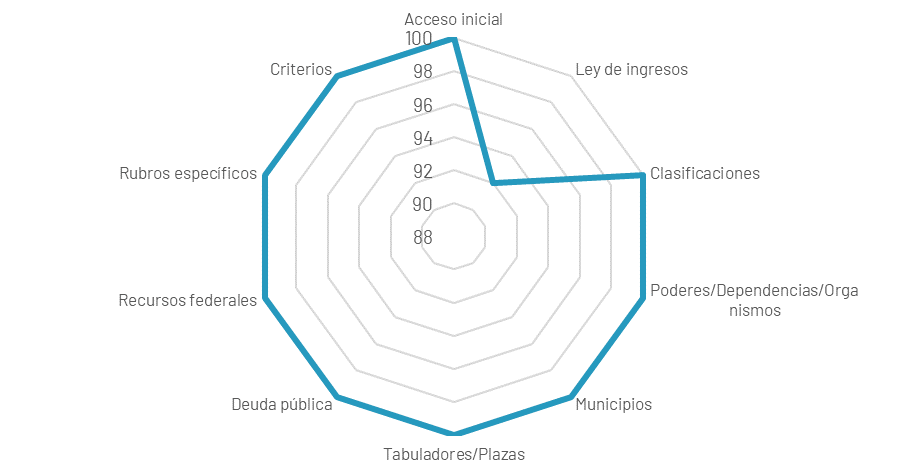 Acceso inicial
100
Criterios
Ley de ingresos
98
96
94
92
Rubros específicos
Clasificaciones
90
88
Recursos federales
Poderes/Dependencias/Orga
nismos
Deuda pública
Municipios
Tabuladores/Plazas